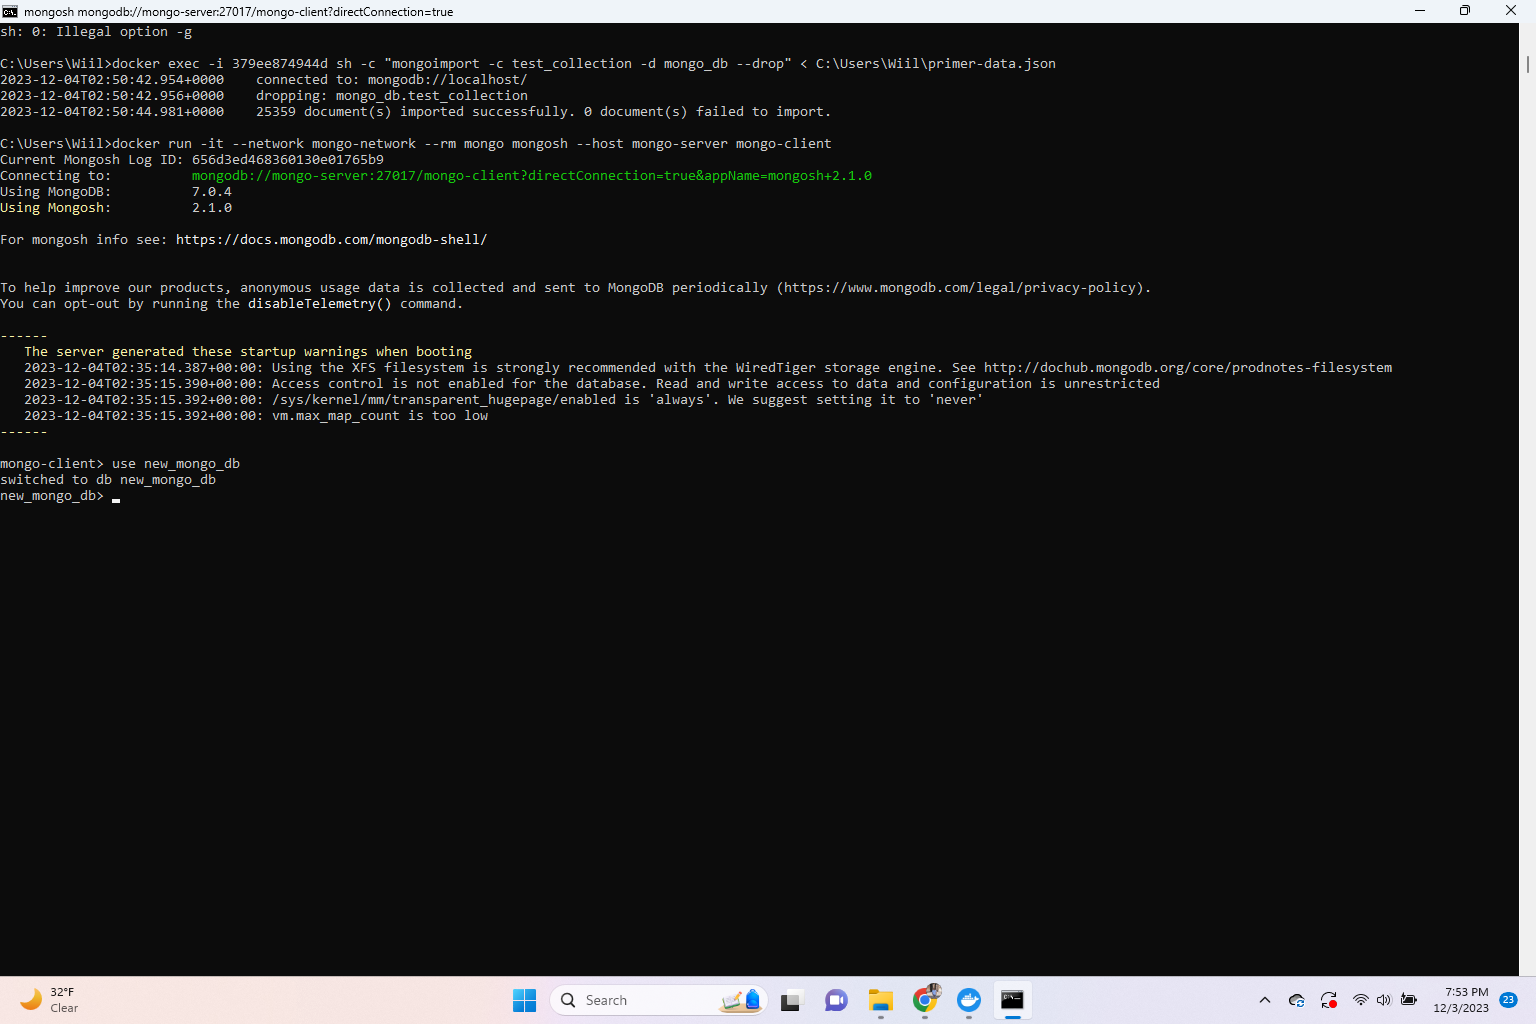 mongosh mongodb://mongo-server:27017/mongo-client?directConnection=true
sh: 0: Illegal option -g
C:\Users\Wiil>docker exec -i 379ee874944d sh -c "mongoimport -c test_collection -d mongo_db --drop" < C:\Users\Wiil\primer-data.json
2023-12-04T02:50:42.954+0000    connected to: mongodb://localhost/
2023-12-04T02:50:42.956+0000    dropping: mongo_db.test_collection
2023-12-04T02:50:44.981+0000    25359 document(s) imported successfully. 0 document(s) failed to import.
C:\Users\Wiil>docker run -it --network mongo-network --rm mongo mongosh --host mongo-server mongo-client
Current Mongosh Log ID: 656d3ed468360130e01765b9
Connecting to:          mongodb://mongo-server:27017/mongo-client?directConnection=true&appName=mongosh+2.1.0
Using MongoDB:          7.0.4
Using Mongosh:          2.1.0
For mongosh info see: https://docs.mongodb.com/mongodb-shell/
To help improve our products, anonymous usage data is collected and sent to MongoDB periodically (https://www.mongodb.com/legal/privacy-policy).
You can opt-out by running the disableTelemetry() command.
------
   The server generated these startup warnings when booting
   2023-12-04T02:35:14.387+00:00: Using the XFS filesystem is strongly recommended with the WiredTiger storage engine. See http://dochub.mongodb.org/core/prodnotes-filesystem
   2023-12-04T02:35:15.390+00:00: Access control is not enabled for the database. Read and write access to data and configuration is unrestricted
   2023-12-04T02:35:15.392+00:00: /sys/kernel/mm/transparent_hugepage/enabled is 'always'. We suggest setting it to 'never'
   2023-12-04T02:35:15.392+00:00: vm.max_map_count is too low
------
mongo-client> use new_mongo_db
switched to db new_mongo_db
new_mongo_db>
32°F
Clear
Search
7:53 PM
12/3/2023
23